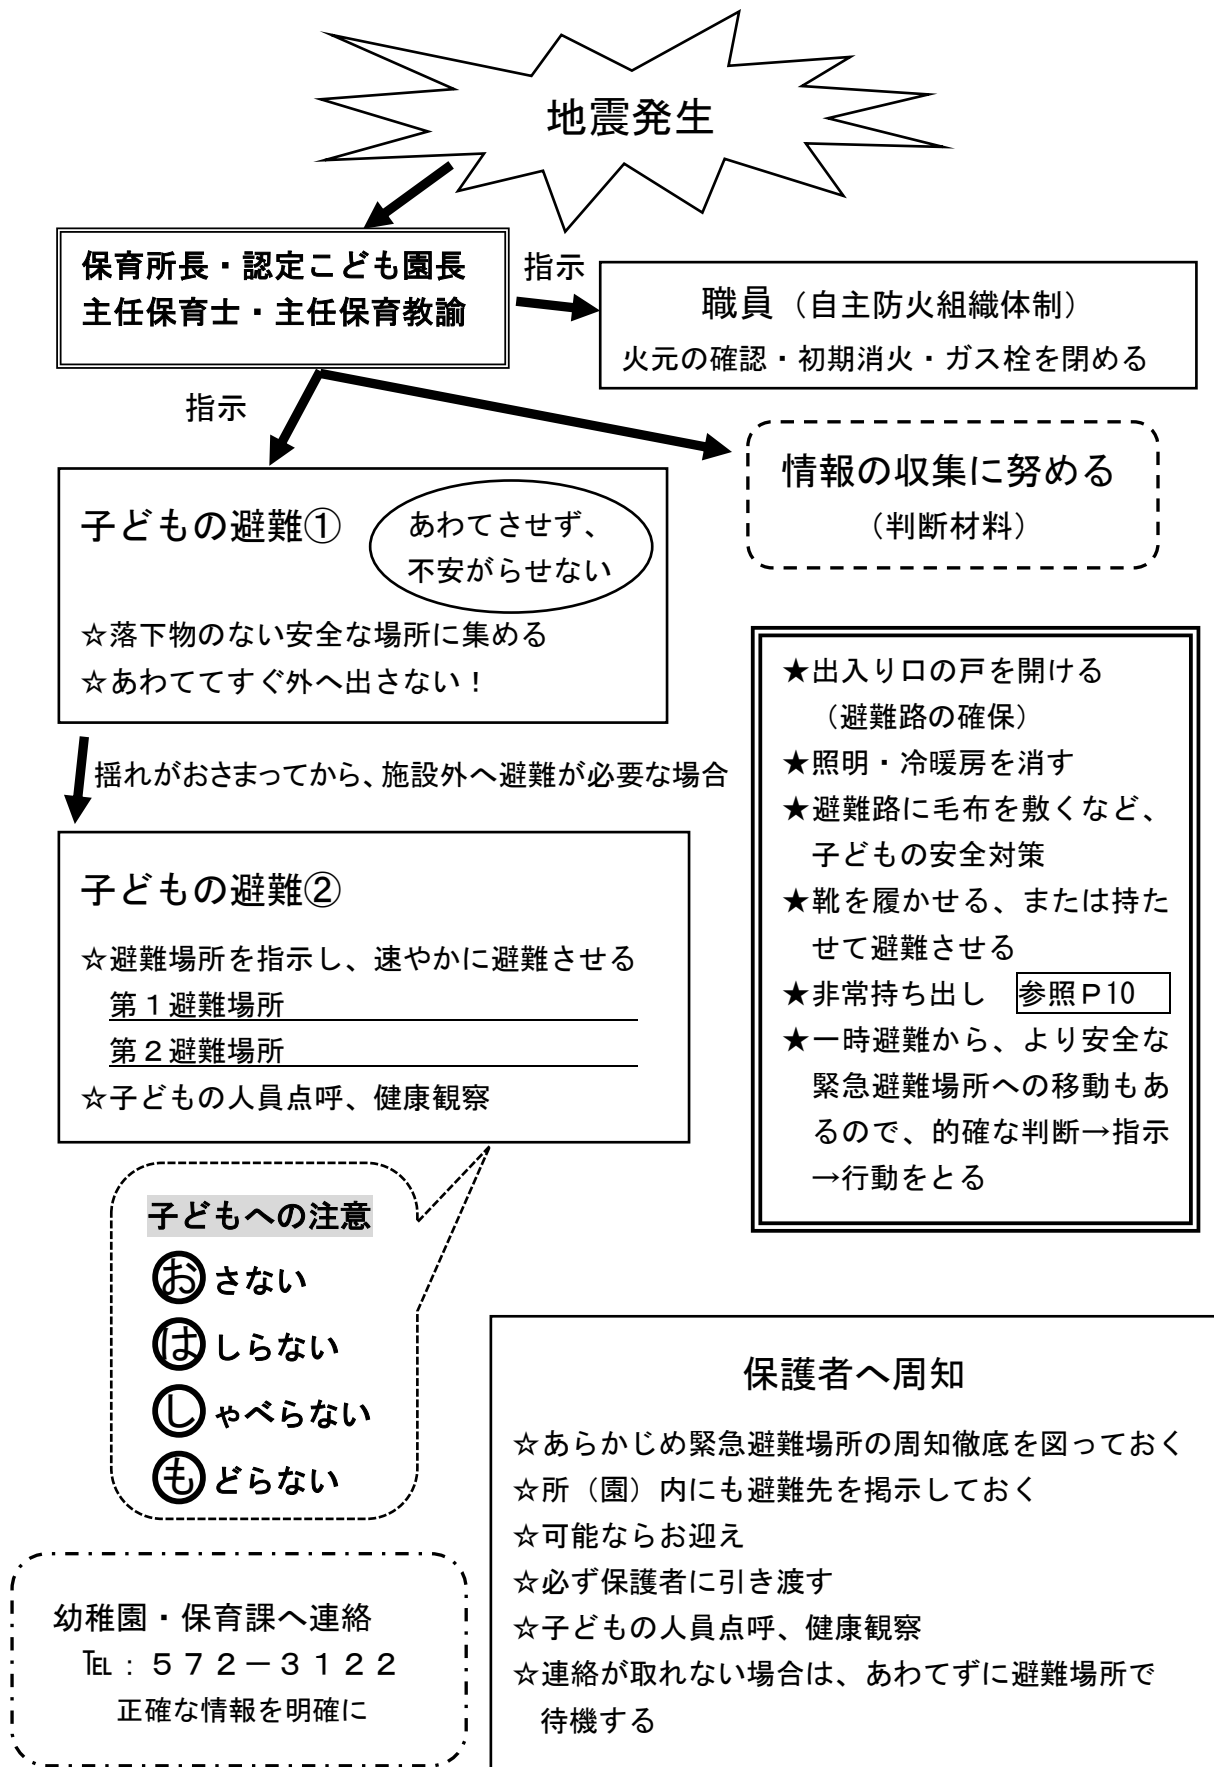 地震発生
保育所長・認定こども園長
主任保育士・主任保育教諭
指示
職員（自主防火組織体制）
火元の確認・初期消火・ガス栓を閉める
指示
情報の収集に努める
（判断材料）
子どもの避難①
あわてさせず、
不安がらせない
☆落下物のない安全な場所に集める
☆あわててすぐ外へ出さない！
揺れがおさまってから、施設外へ避難が必要な場合
★出入り口の戸を開ける
（避難路の確保）
★照明・冷暖房を消す
★避難路に毛布を敷くなど、
子どもの安全対策
★靴を履かせる、または持た
せて避難させる
★非常持ち出し　参照Ｐ10
★一時避難から、より安全な
緊急避難場所への移動もあ
るので、的確な判断→指示
→行動をとる
子どもの避難②
☆避難場所を指示し、速やかに避難させる
第１避難場所
第２避難場所
☆子どもの人員点呼、健康観察
子どもへの注意
おさない
はしらない
しゃべらない
もどらない
保護者へ周知
☆あらかじめ緊急避難場所の周知徹底を図っておく
☆所（園）内にも避難先を掲示しておく
☆可能ならお迎え
☆必ず保護者に引き渡す
☆子どもの人員点呼、健康観察
☆連絡が取れない場合は、あわてずに避難場所で
待機する
幼稚園・保育課へ連絡
℡：５７２－３１２２
正確な情報を明確に